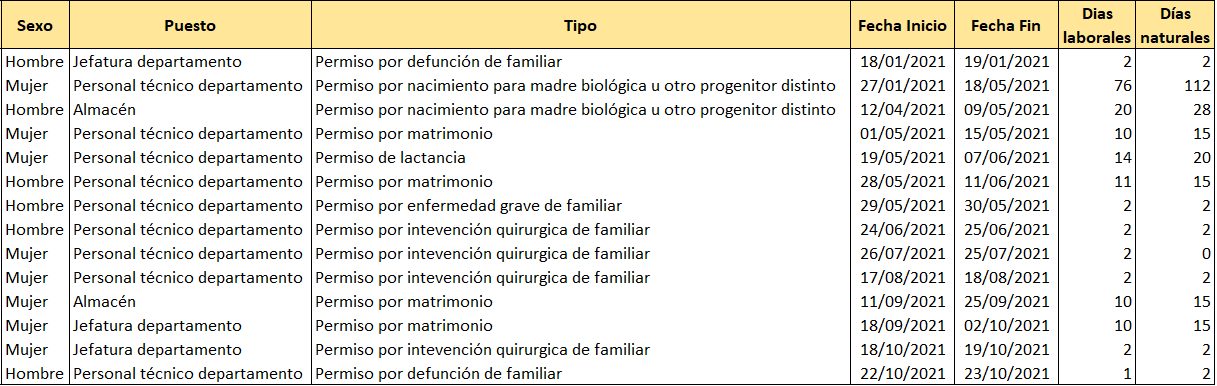 Sexo Puesto Tipo Fecha Inicio Fecha Fin Dias laborales Días naturales
Hombre Jefatura departamento Permiso por defunción de familiar 18/01/2021 19/01/2021 2 2
Mujer Personal técnico departamento Permiso por nacimiento para madre biológica u otro progenitor distinto 27/01/2021 18/05/2021 76 112
Hombre Almacén Permiso por nacimiento para madre biológica u otro progenitor distinto 12/04/2021 09/05/2021 20 28
Mujer Personal técnico departamento Permiso por matrimonio 01/05/2021 15/05/2021 10 15
Mujer Personal técnico departamento Permiso de lactancia 19/05/2021 07/06/2021 14 20
Hombre Personal técnico departamento Permiso por matrimonio 28/05/2021 11/06/2021 11 15
Hombre Personal técnico departamento Permiso por enfermedad grave de familiar 29/05/2021 30/05/2021 2 2
Hombre Personal técnico departamento Permiso por intevención quirurgica de familiar 24/06/2021 25/06/2021 2 2
Mujer Personal técnico departamento Permiso por intevención quirurgica de familiar 26/07/2021 25/07/2021 2 0
Mujer Personal técnico departamento Permiso por intevención quirurgica de familiar 17/08/2021 18/08/2021 2 2
Mujer Almacén Permiso por matrimonio 11/09/2021 25/09/2021 10 15
Mujer Jefatura departamento Permiso por matrimonio 18/09/2021 02/10/2021 10 15
Mujer Jefatura departamento Permiso por intevención quirurgica de familiar 18/10/2021 19/10/2021 2 2
Hombre Personal técnico departamento Permiso por defunción de familiar 22/10/2021 23/10/2021 1 2